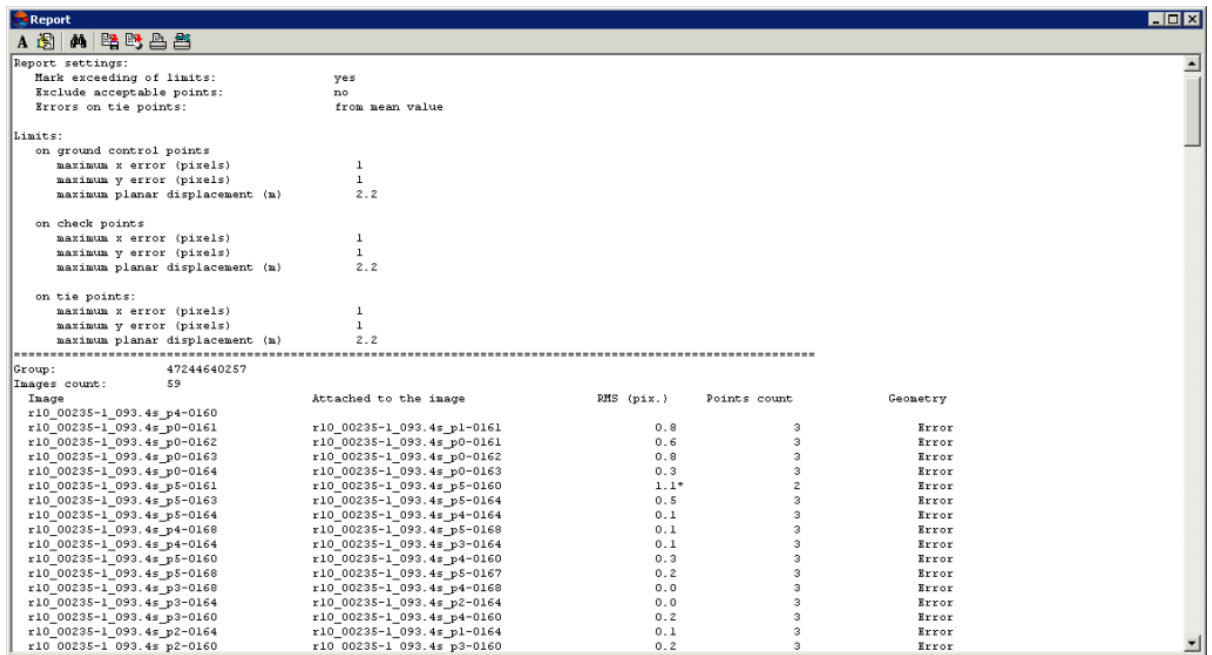 Report
A
Report settings:
Mark exceeding of limits: yes
Exclude acceptable points: no
Errors on tie points: from mean value
Limits:
on ground control points
maximum x error (pixels) 1
maximum y error (pixels) 1
maximum planar displacement (m) 2.2
on check points
maximum x error (pixels) 1
maximum y error (pixels) 1
maximum planar displacement (m) 2.2
on tie points:
maximum x error (pixels) 1
maximum y error (pixels) 1
maximum planar displacement (m) 2.2
Group: 47244640257
Images count: 59
Image Attached to the image RMS (pix.) Points count Geometry
r10_00235-1_093.4s_p4-0160
r10_00235-1_093.4s_p0-0161 r10_00235-1_093.4s_p1-0161 0.8 3 Error
r10_00235-1_093.4s_p0-0162 r10_00235-1_093.4s_p0-0161 0.6 3 Error
r10_00235-1_093.4s_p0-0163 r10_00235-1_093.4s_p0-0162 0.8 3 Error
r10_00235-1_093.4s_p0-0164 r10_00235-1_093.4s_p0-0163 0.3 3 Error
r10_00235-1_093.4s_p5-0161 r10_00235-1_093.4s_p5-0160 1.1* 2 Error
r10_00235-1_093.4s_p5-0163 r10_00235-1_093.4s_p5-0164 0.5 3 Error
r10_00235-1_093.4s_p5-0164 r10_00235-1_093.4s_p4-0164 0.1 3 Error
r10_00235-1_093.4s_p4-0168 r10_00235-1_093.4s_p5-0168 0.1 3 Error
r10_00235-1_093.4s_p4-0164 r10_00235-1_093.4s_p3-0164 0.1 3 Error
r10_00235-1_093.4s_p5-0160 r10_00235-1_093.4s_p4-0160 0.3 3 Error
r10_00235-1_093.4s_p5-0168 r10_00235-1_093.4s_p5-0167 0.2 3 Error
r10_00235-1_093.4s_p3-0168 r10_00235-1_093.4s_p4-0168 0.0 3 Error
r10_00235-1_093.4s_p3-0164 r10_00235-1_093.4s_p2-0164 0.0 3 Error
r10_00235-1_093.4s_p3-0160 r10_00235-1_093.4s_p4-0160 0.2 3 Error
r10_00235-1_093.4s_p2-0164 r10_00235-1_093.4s_p1-0164 0.1 3 Error
r10_00235-1_093.4s_p2-0160 r10_00235-1_093.4s_p3-0160 0.2 3 Error